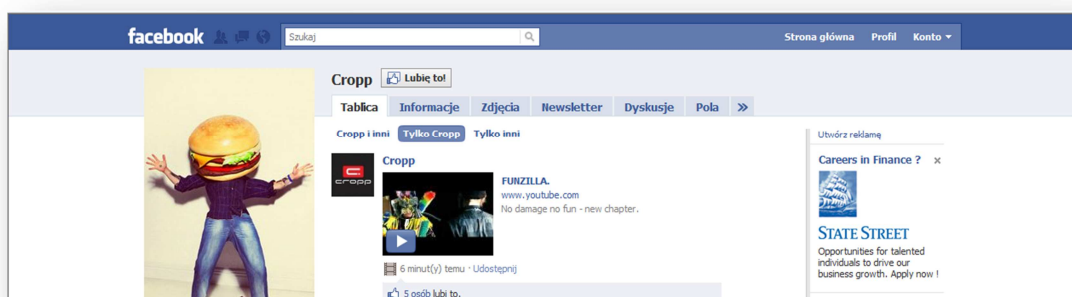 facebook
Szukaj
Strona główna Profil Konto
Cropp Lubię to!
Tablica Informacje Zdjęcia Newsletter Dyskusje Pola »
Cropp i inni Tylko Cropp Tylko inni
Utwórz reklamę
cropp
Cropp
FUNZILLA.
www.youtube.com
No damage no fun - new chapter.
6 minut(y) temu · Udostępnij
5 osób lubi to.
Careers in Finance ? x
STATE STREET
Opportunities for talented
individuals to drive our
business growth. Apply now !